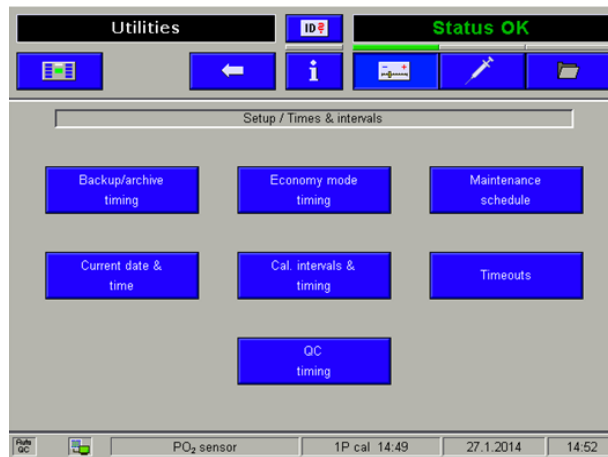 Utilities
ID
Status OK
i
- +
Setup / Times & intervals
Backup/archive
timing
Economy mode
timing
Maintenance
schedule
Current date &
time
Cal. intervals &
timing
Timeouts
QC
timing
Auto
QC
PO₂ sensor
1P cal 14:49
27.1.2014
14:52